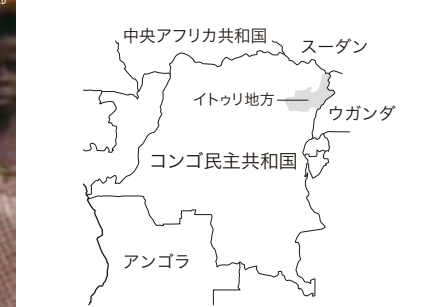 中央アフリカ共和国
スーダン
イトゥリ地方
ウガンダ
コンゴ民主共和国
アンゴラ